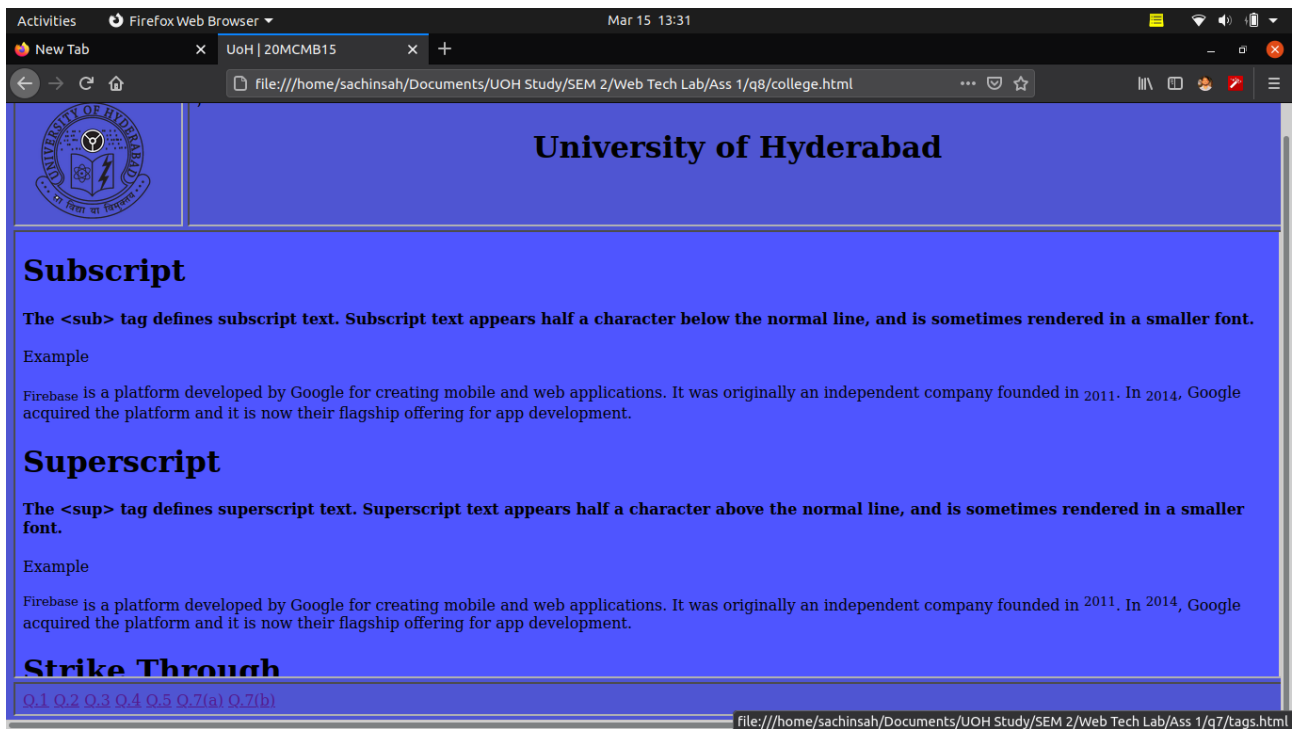 Activities Firefox Web Browser Mar 15 13:31
New Tab UoH | 20MCMB15
file:///home/sachinsah/Documents/UOH Study/SEM 2/Web Tech Lab/Ass 1/q8/college.html
UNIVERSITY OF HYDERABAD
सा विद्या या विमुक्तये
University of Hyderabad
Subscript
The <sub> tag defines subscript text. Subscript text appears half a character below the normal line, and is sometimes rendered in a smaller font.
Example
Firebase is a platform developed by Google for creating mobile and web applications. It was originally an independent company founded in 2011. In 2014, Google
acquired the platform and it is now their flagship offering for app development.
Superscript
The <sup> tag defines superscript text. Superscript text appears half a character above the normal line, and is sometimes rendered in a smaller
font.
Example
Firebase is a platform developed by Google for creating mobile and web applications. It was originally an independent company founded in 2011. In 2014, Google
acquired the platform and it is now their flagship offering for app development.
Strike Through
Q.1 Q.2 Q.3 Q.4 Q.5 Q.7(a) Q.7(b)
file:///home/sachinsah/Documents/UOH Study/SEM 2/Web Tech Lab/Ass 1/q7/tags.html